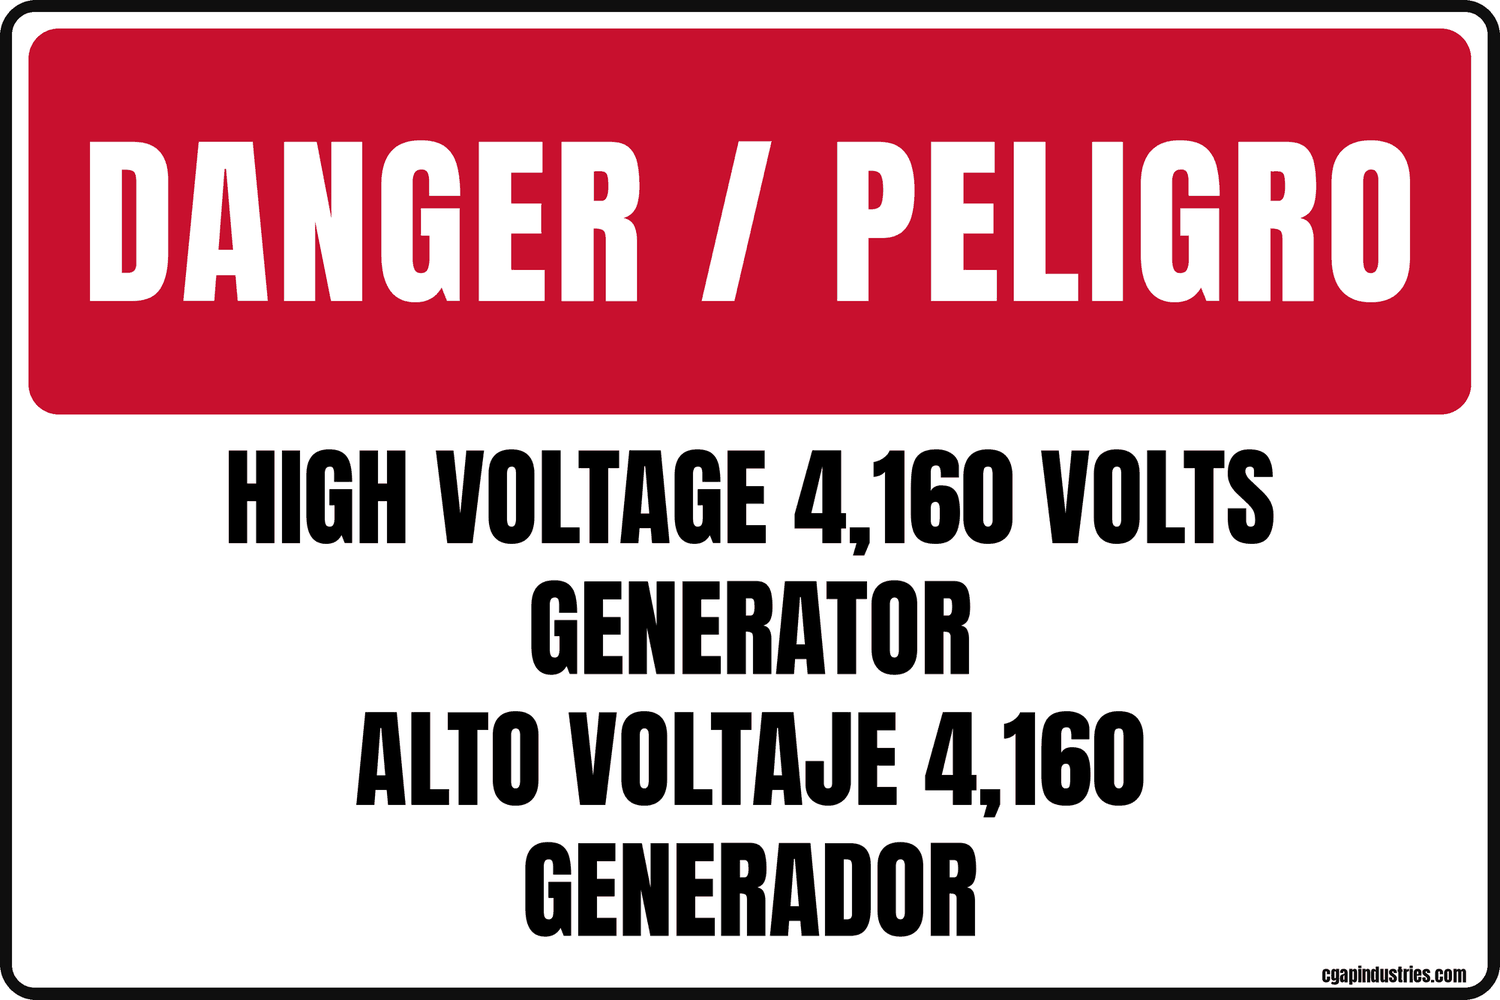 DANGER / PELIGRO
HIGH VOLTAGE 4,160 VOLTS
GENERATOR
ALTO VOLTAJE 4,160
GENERADOR
cgapindustries.com